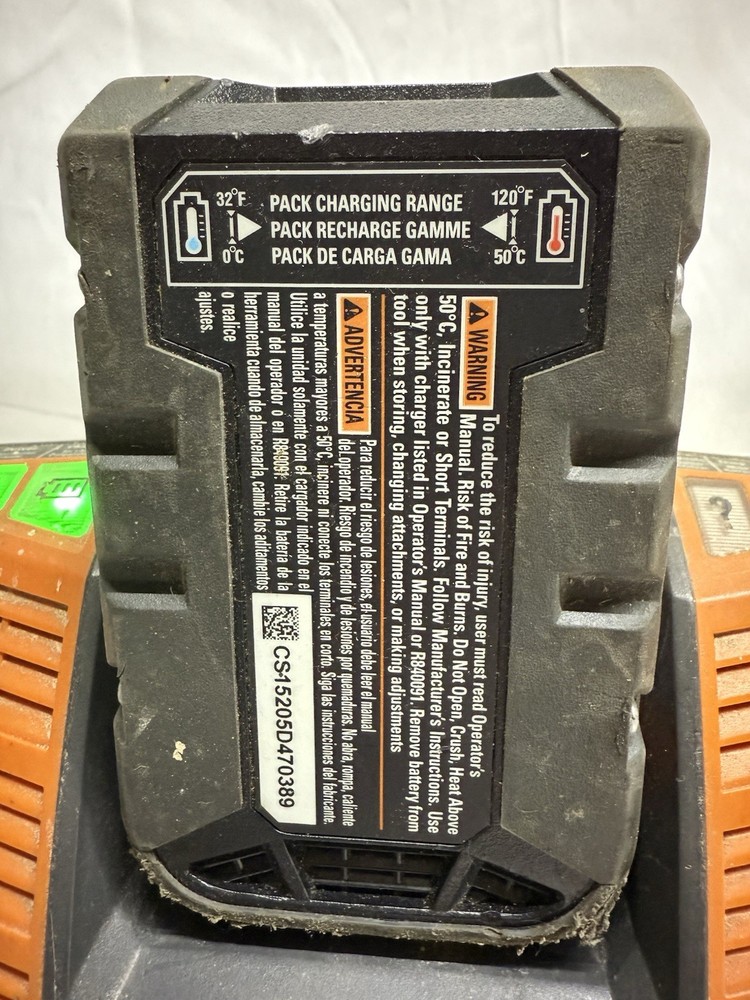 32°F
PACK CHARGING RANGE
120°F
PACK RECHARGE GAMME
0°C
PACK DE CARGA GAMA
50°C
WARNING To reduce the risk of injury, user must read Operator's
Manual. Risk of Fire and Burns. Do Not Open, Crush, Heat Above
50°C, Incinerate or Short Terminals. Follow Manufacturer's Instructions. Use
only with charger listed in Operator's Manual or R840091. Remove battery from
tool when storing, changing attachments, or making adjustments
ADVERTENCIA Para reducir el riesgo de lesiones, el usuario debe leer el manual
del operador. Riesgo de incendio y de lesiones por quemaduras. No abra, rompa, caliente
a temperaturas mayores a 50°C, incinere ni conecte los terminales en corto. Siga las instrucciones del fabricante.
Utilice la unidad solamente con el cargador indicado en el
manual del operador o en R840091. Retire la batería de la
herramienta cuando de almacenarla, cambie los aditamentos
o realice
ajustes.
CS15205D470389
?